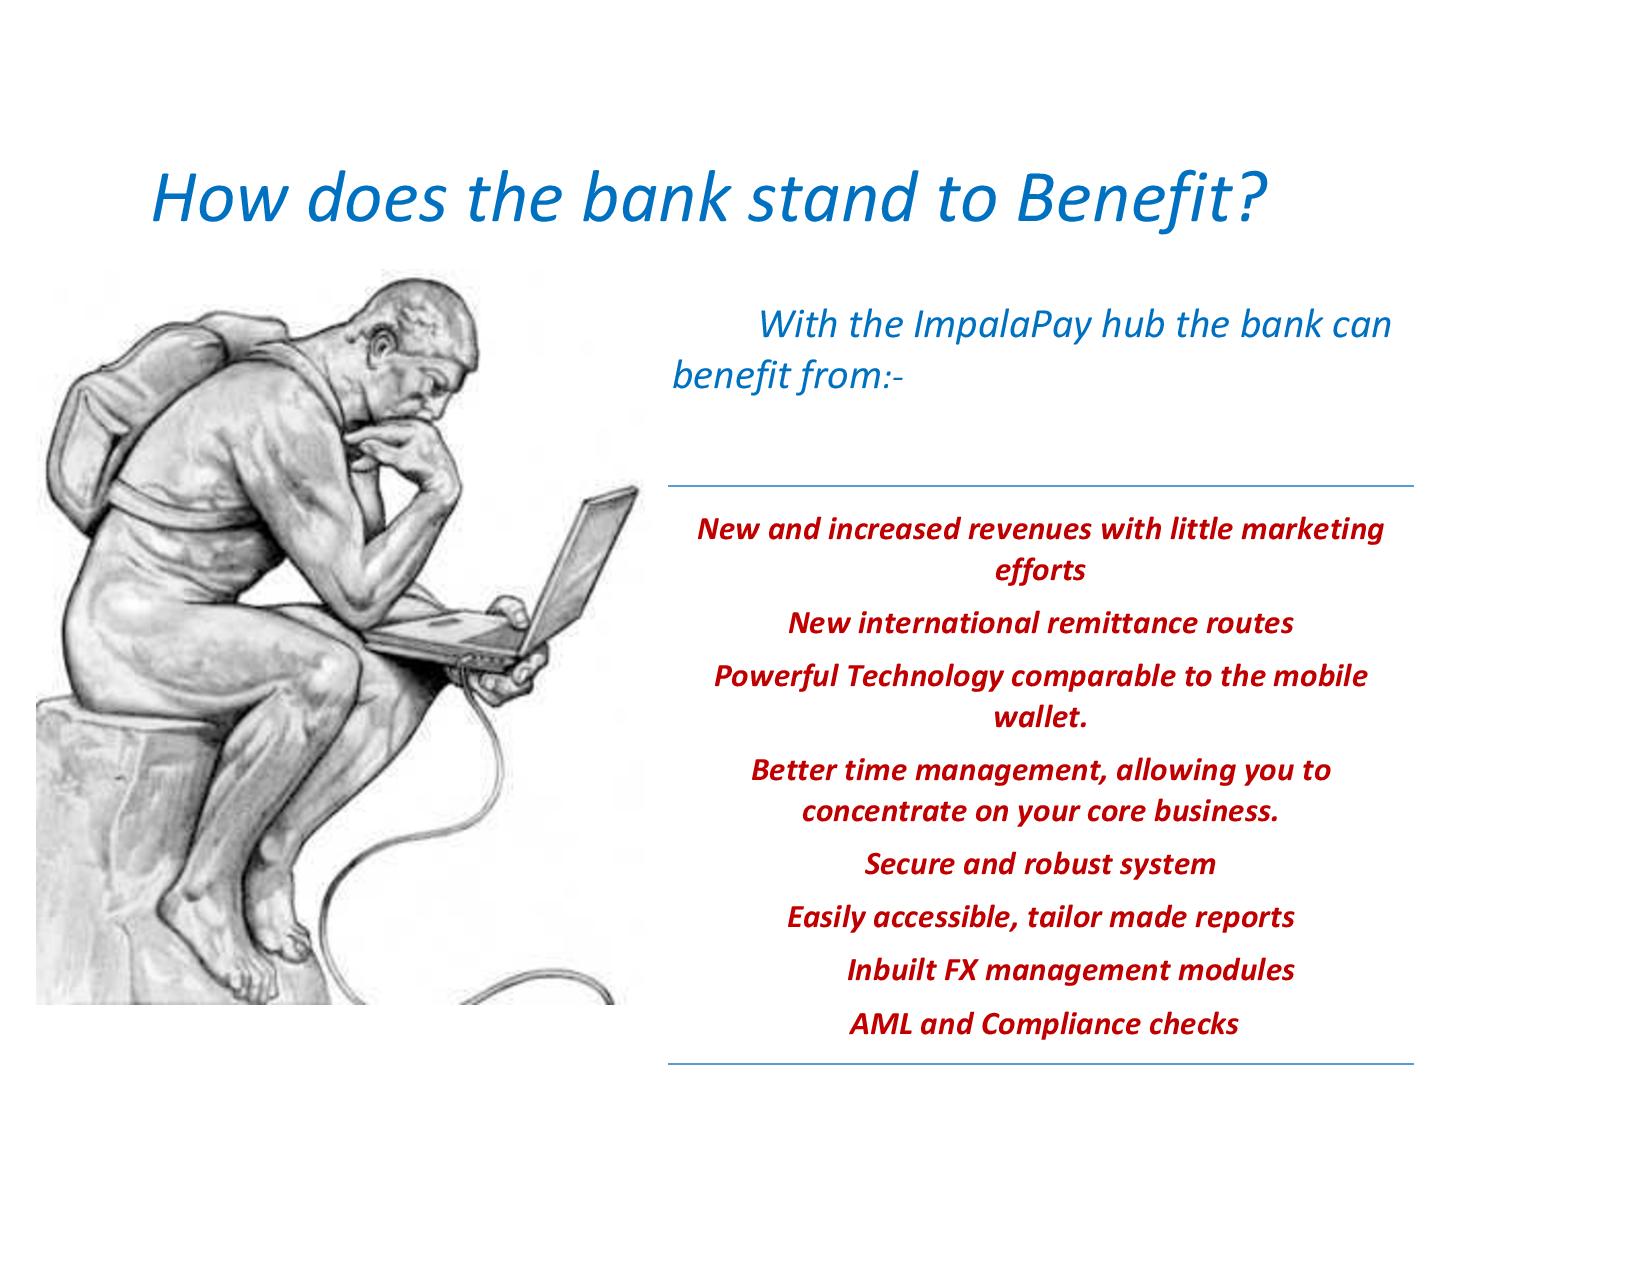 How does the bank stand to Benefit?
With the ImpalaPay hub the bank can
benefit from:-
New and increased revenues with little marketing
efforts
New international remittance routes
Powerful Technology comparable to the mobile
wallet.
Better time management, allowing you to
concentrate on your core business.
Secure and robust system
Easily accessible, tailor made reports
Inbuilt FX management modules
AML and Compliance checks